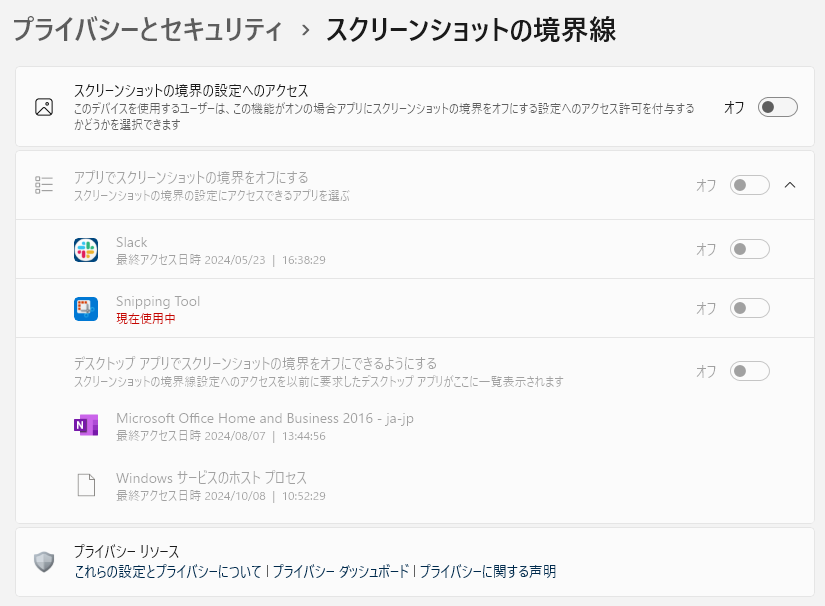 プライバシーとセキュリティ › スクリーンショットの境界線
スクリーンショットの境界の設定へのアクセス
このデバイスを使用するユーザーは、この機能がオンの場合アプリにスクリーンショットの境界をオフにする設定へのアクセス許可を付与する
かどうかを選択できます
オフ
アプリでスクリーンショットの境界をオフにする
スクリーンショットの境界の設定にアクセスできるアプリを選ぶ
オフ
Slack
最終アクセス日時 2024/05/23 | 16:38:29
オフ
Snipping Tool
現在使用中
オフ
デスクトップ アプリでスクリーンショットの境界をオフにできるようにする
スクリーンショットの境界線設定へのアクセスを以前に要求したデスクトップ アプリがここに一覧表示されます
オフ
Microsoft Office Home and Business 2016 - ja-jp
最終アクセス日時 2024/08/07 | 13:44:56
Windows サービスのホスト プロセス
最終アクセス日時 2024/10/08 | 10:52:29
プライバシー リソース
これらの設定とプライバシーについて | プライバシー ダッシュボード | プライバシーに関する声明